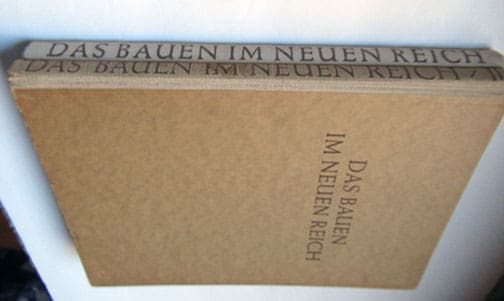 DAS BAUEN IM NEUEN REICH
DAS BAUEN IM NEUEN REICH /
DAS BAUEN
IM NEUEN REICH